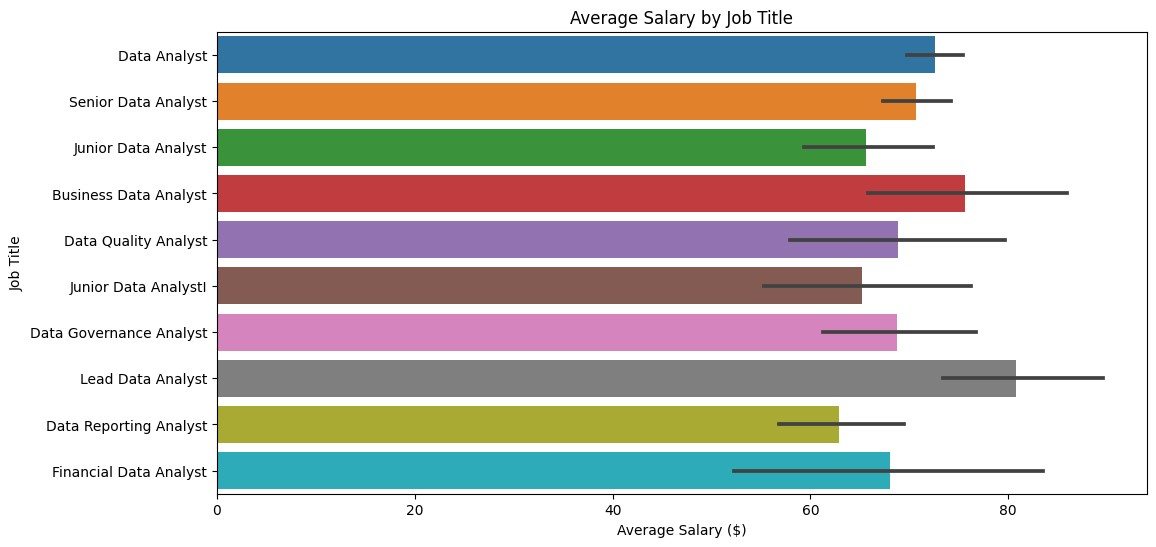 Average Salary by Job Title
Job Title
Data Analyst
Senior Data Analyst
Junior Data Analyst
Business Data Analyst
Data Quality Analyst
Junior Data AnalystI
Data Governance Analyst
Lead Data Analyst
Data Reporting Analyst
Financial Data Analyst
0 20 40 60 80
Average Salary ($)